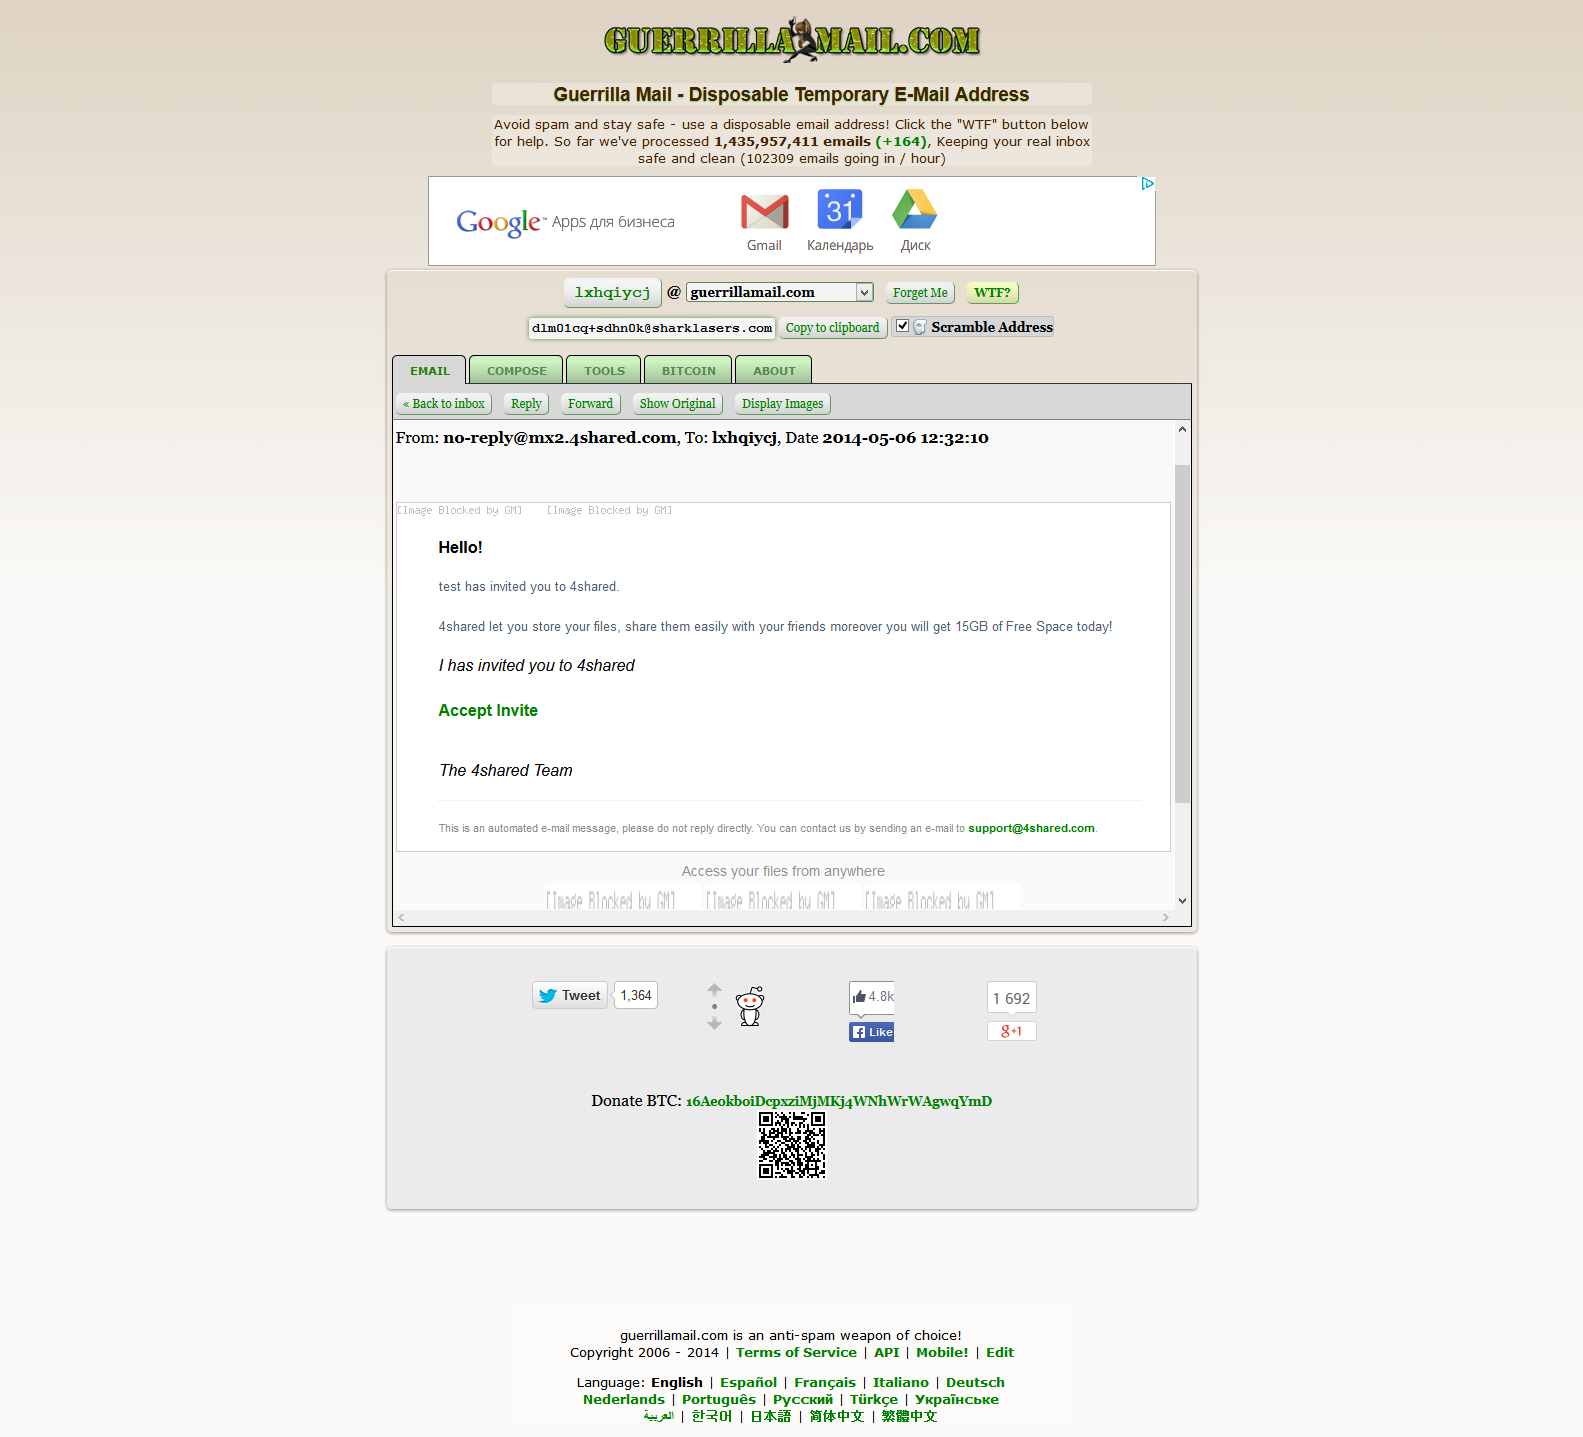 GUERRILLAMAIL.COM
Guerrilla Mail - Disposable Temporary E-Mail Address
Avoid spam and stay safe - use a disposable email address! Click the "WTF" button below
for help. So far we've processed 1,435,957,411 emails (+164), Keeping your real inbox
safe and clean (102309 emails going in / hour)
Google™ Apps для бизнеса
31
Gmail Календарь Диск
lxhqiycj @ guerrillamail.com Forget Me WTF?
dlm01cq+sdhn0k@sharklasers.com Copy to clipboard Scramble Address
EMAIL COMPOSE TOOLS BITCOIN ABOUT
« Back to inbox Reply Forward Show Original Display Images
From: no-reply@mx2.4shared.com, To: lxhqiycj, Date 2014-05-06 12:32:10
[Image Blocked by GM] [Image Blocked by GM]
Hello!
test has invited you to 4shared.
4shared let you store your files, share them easily with your friends moreover you will get 15GB of Free Space today!
I has invited you to 4shared
Accept Invite
The 4shared Team
This is an automated e-mail message, please do not reply directly. You can contact us by sending an e-mail to support@4shared.com.
Access your files from anywhere
[Image Blocked by GM] [Image Blocked by GM] [Image Blocked by GM]
Tweet 1,364
4.8k
Like
1 692
g+1
Donate BTC: 16AeokboiDcpxziMjMKj4WNhWrWAgwqYmD
guerrillamail.com is an anti-spam weapon of choice!
Copyright 2006 - 2014 | Terms of Service | API | Mobile! | Edit
Language: English | Español | Français | Italiano | Deutsch
Nederlands | Português | Русский | Türkçe | Українське
العربية | 한국어 | 日本語 | 简体中文 | 繁體中文